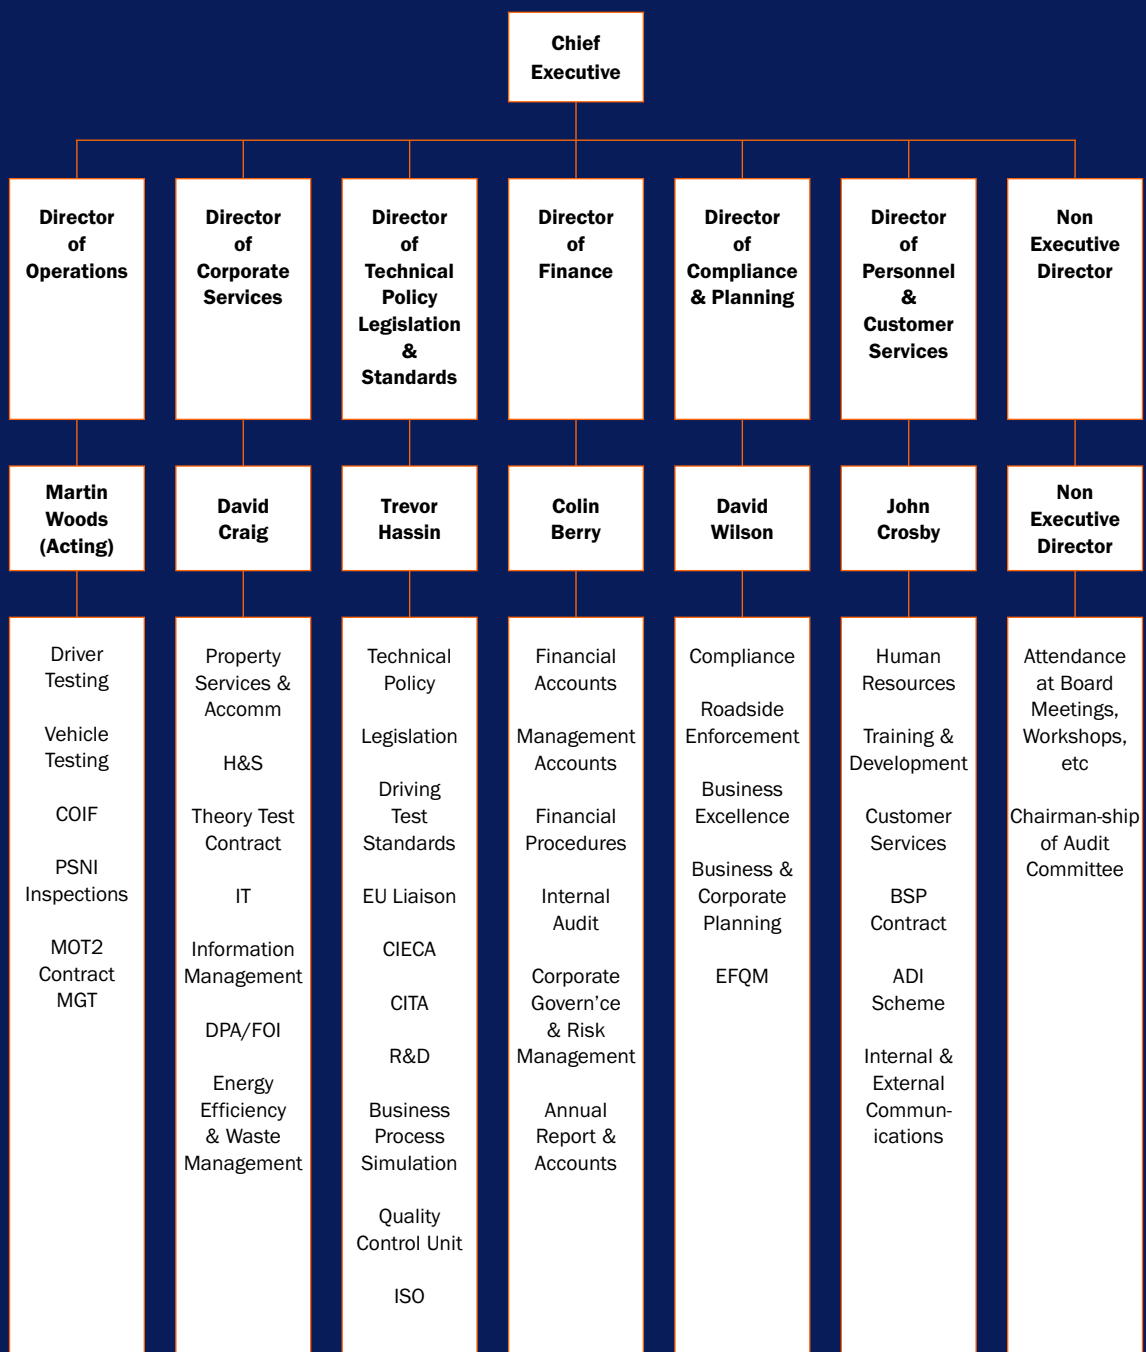 Chief
Executive
Director
of
Operations
Director
of
Corporate
Services
Director
of
Technical
Policy
Legislation
&
Standards
Director
of
Finance
Director
of
Compliance
& Planning
Director
of
Personnel
&
Customer
Services
Non
Executive
Director
Martin
Woods
(Acting)
David
Craig
Trevor
Hassin
Colin
Berry
David
Wilson
John
Crosby
Non
Executive
Director
Driver
Testing
Vehicle
Testing
COIF
PSNI
Inspections
MOT2
Contract
MGT
Property
Services &
Accomm
H&S
Theory Test
Contract
IT
Information
Management
DPA/FOI
Energy
Efficiency
& Waste
Management
Technical
Policy
Legislation
Driving
Test
Standards
EU Liaison
CIECA
CITA
R&D
Business
Process
Simulation
Quality
Control Unit
ISO
Financial
Accounts
Management
Accounts
Financial
Procedures
Internal
Audit
Corporate
Govern'ce
& Risk
Management
Annual
Report &
Accounts
Compliance
Roadside
Enforcement
Business
Excellence
Business &
Corporate
Planning
EFQM
Human
Resources
Training &
Development
Customer
Services
BSP
Contract
ADI
Scheme
Internal &
External
Commun-
ications
Attendance
at Board
Meetings,
Workshops,
etc
Chairman-ship
of Audit
Committee